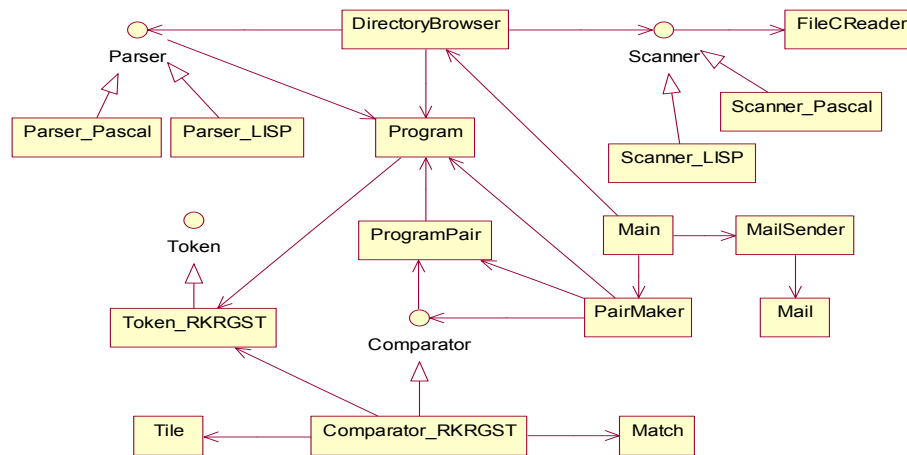 DirectoryBrowser
FileCReader
Parser
Scanner
Parser_Pascal
Parser_LISP
Program
Scanner_Pascal
Scanner_LISP
Token
ProgramPair
Main
MailSender
Token_RKRGST
Comparator
PairMaker
Mail
Tile
Comparator_RKRGST
Match